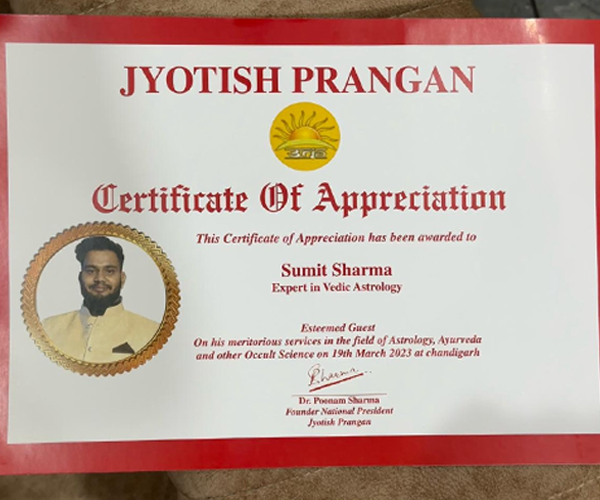 JYOTISH PRANGAN
Certificate Of Appreciation
This Certificate of Appreciation has been awarded to
Sumit Sharma
Expert in Vedic Astrology
Esteemed Guest
On his meritorious services in the field of Astrology, Ayurveda
and other Occult Science on 19th March 2023 at chandigarh
Dr. Poonam Sharma
Founder National President
Jyotish Prangan